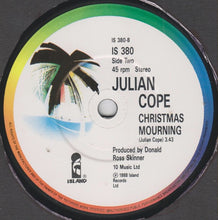 IS 380-B
IS 380
Side Two
45 rpm Stereo
JULIAN
COPE
CHRISTMAS
MOURNING
(Julian Cope) 3.43
Produced by Donald
Ross Skinner
10 Music Ltd
℗ 1988 Island
Records
Ltd
ISLAND